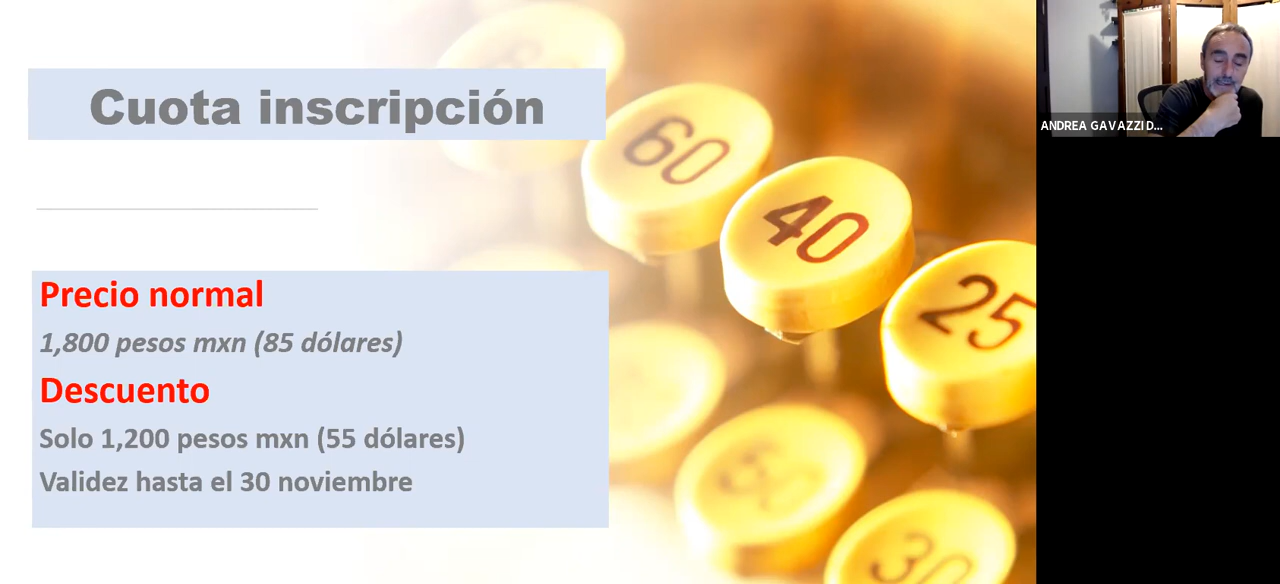 Cuota inscripción
Precio normal
1,800 pesos mxn (85 dólares)
Descuento
Solo 1,200 pesos mxn (55 dólares)
Validez hasta el 30 noviembre
60
40
25
30
ANDREA GAVAZZI D...